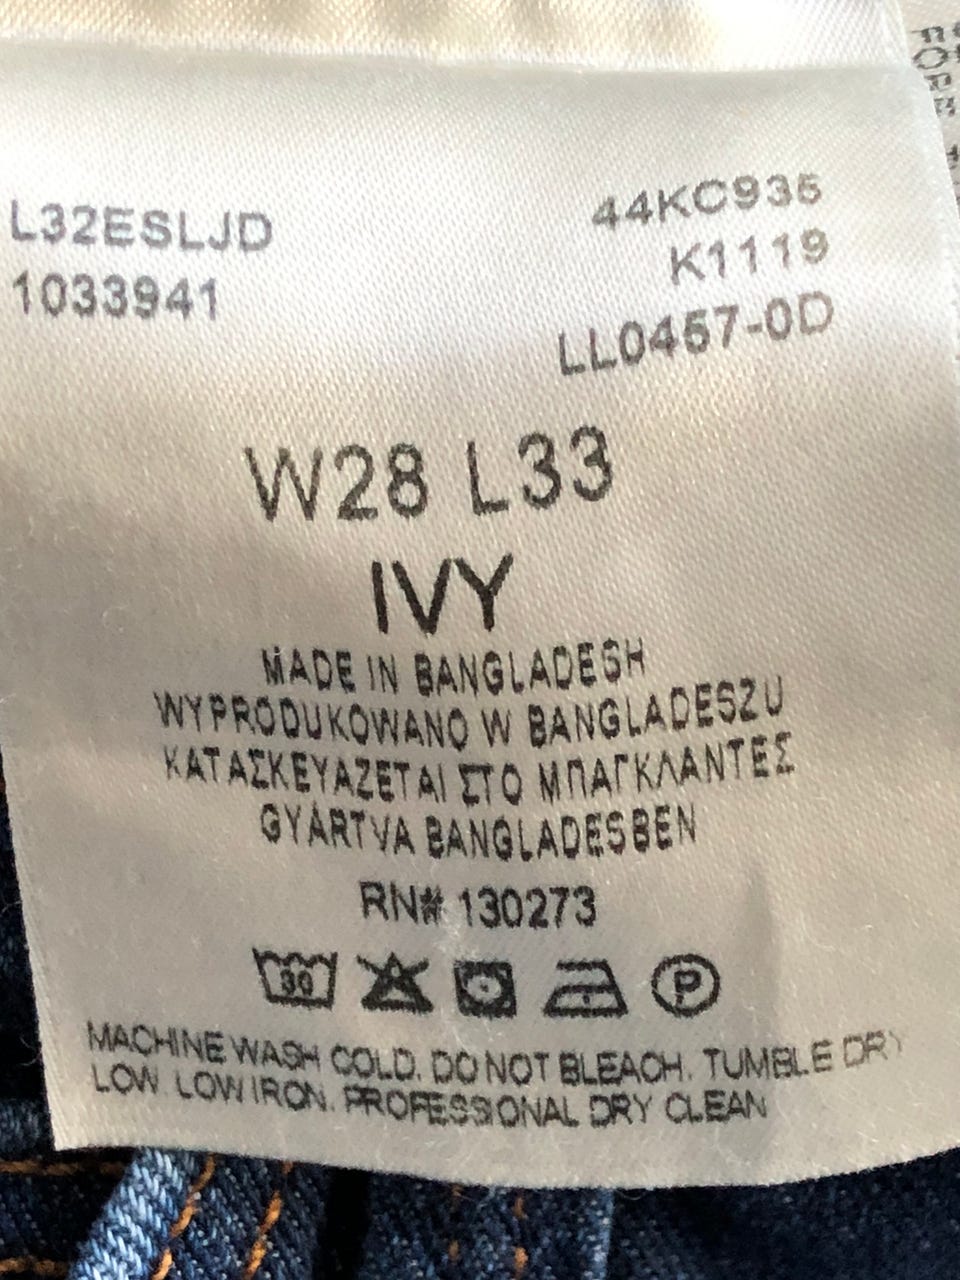 L32ESLJD
1033941
44KC936
K1119
LL0457-0D
W28 L33
IVY
MADE IN BANGLADESH
WYPRODUKOWANO W BANGLADESZU
ΚΑΤΑΣΚΕΥΑΖΕΤΑΙ ΣΤΟ ΜΠΑΓΚΛΑΝΤΕΣ
GYÁRTVA BANGLADESBEN
RN# 130273
30
P
MACHINE WASH COLD. DO NOT BLEACH. TUMBLE DRY
LOW. LOW IRON. PROFESSIONAL DRY CLEAN